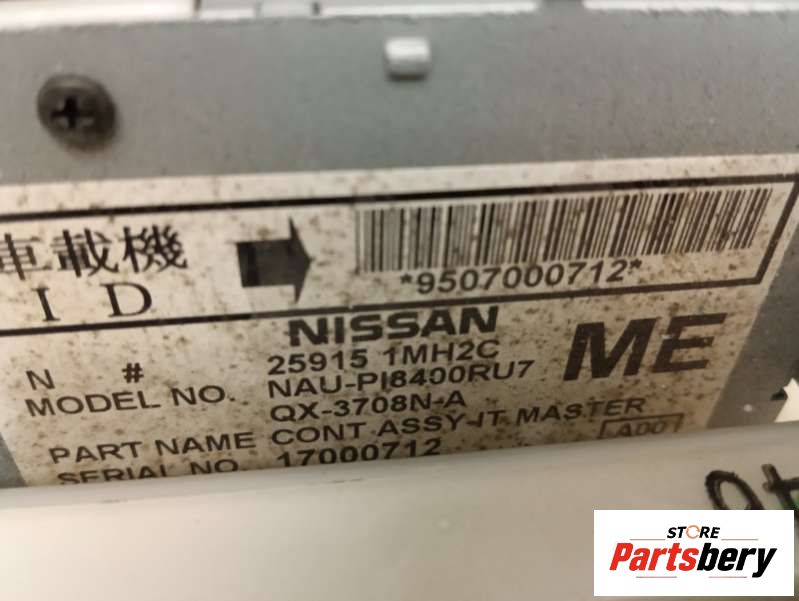 車載機
I D
*9507000712*
NISSAN
N # 25915 1MH2C
ME
MODEL NO. NAU-PI8400RU7
QX-3708N-A
PART NAME CONT ASSY-IT MASTER
SERIAL NO. 17000712
A00
46
STORE
Partsbery